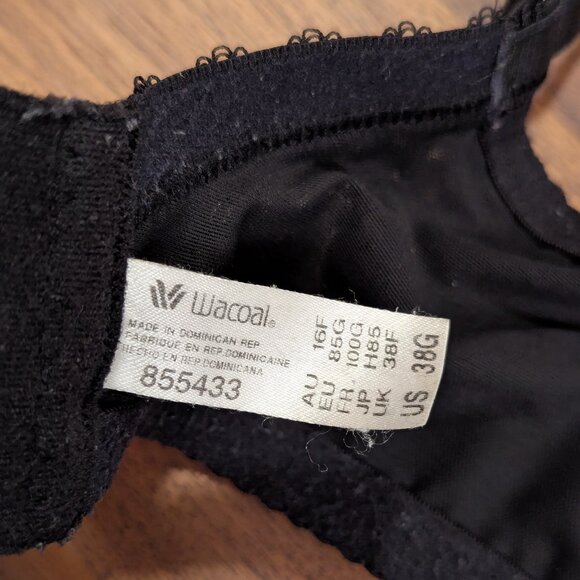 Wacoal®
MADE IN DOMINICAN REP
FABRIQUE EN REP DOMINICAINE
HECHO EN REP DOMINICANA
855433
AU 16F
EU 85G
FR. 100G
JP H85
UK 38F
US 38G